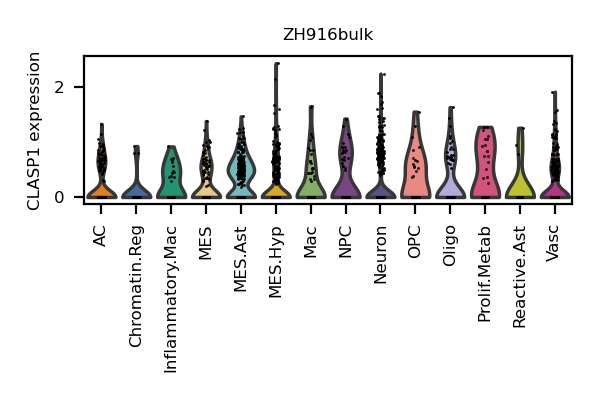 ZH916bulk
CLASP1 expression
2
0
AC
Chromatin.Reg
Inflammatory.Mac
MES
MES.Ast
MES.Hyp
Mac
NPC
Neuron
OPC
Oligo
Prolif.Metab
Reactive.Ast
Vasc